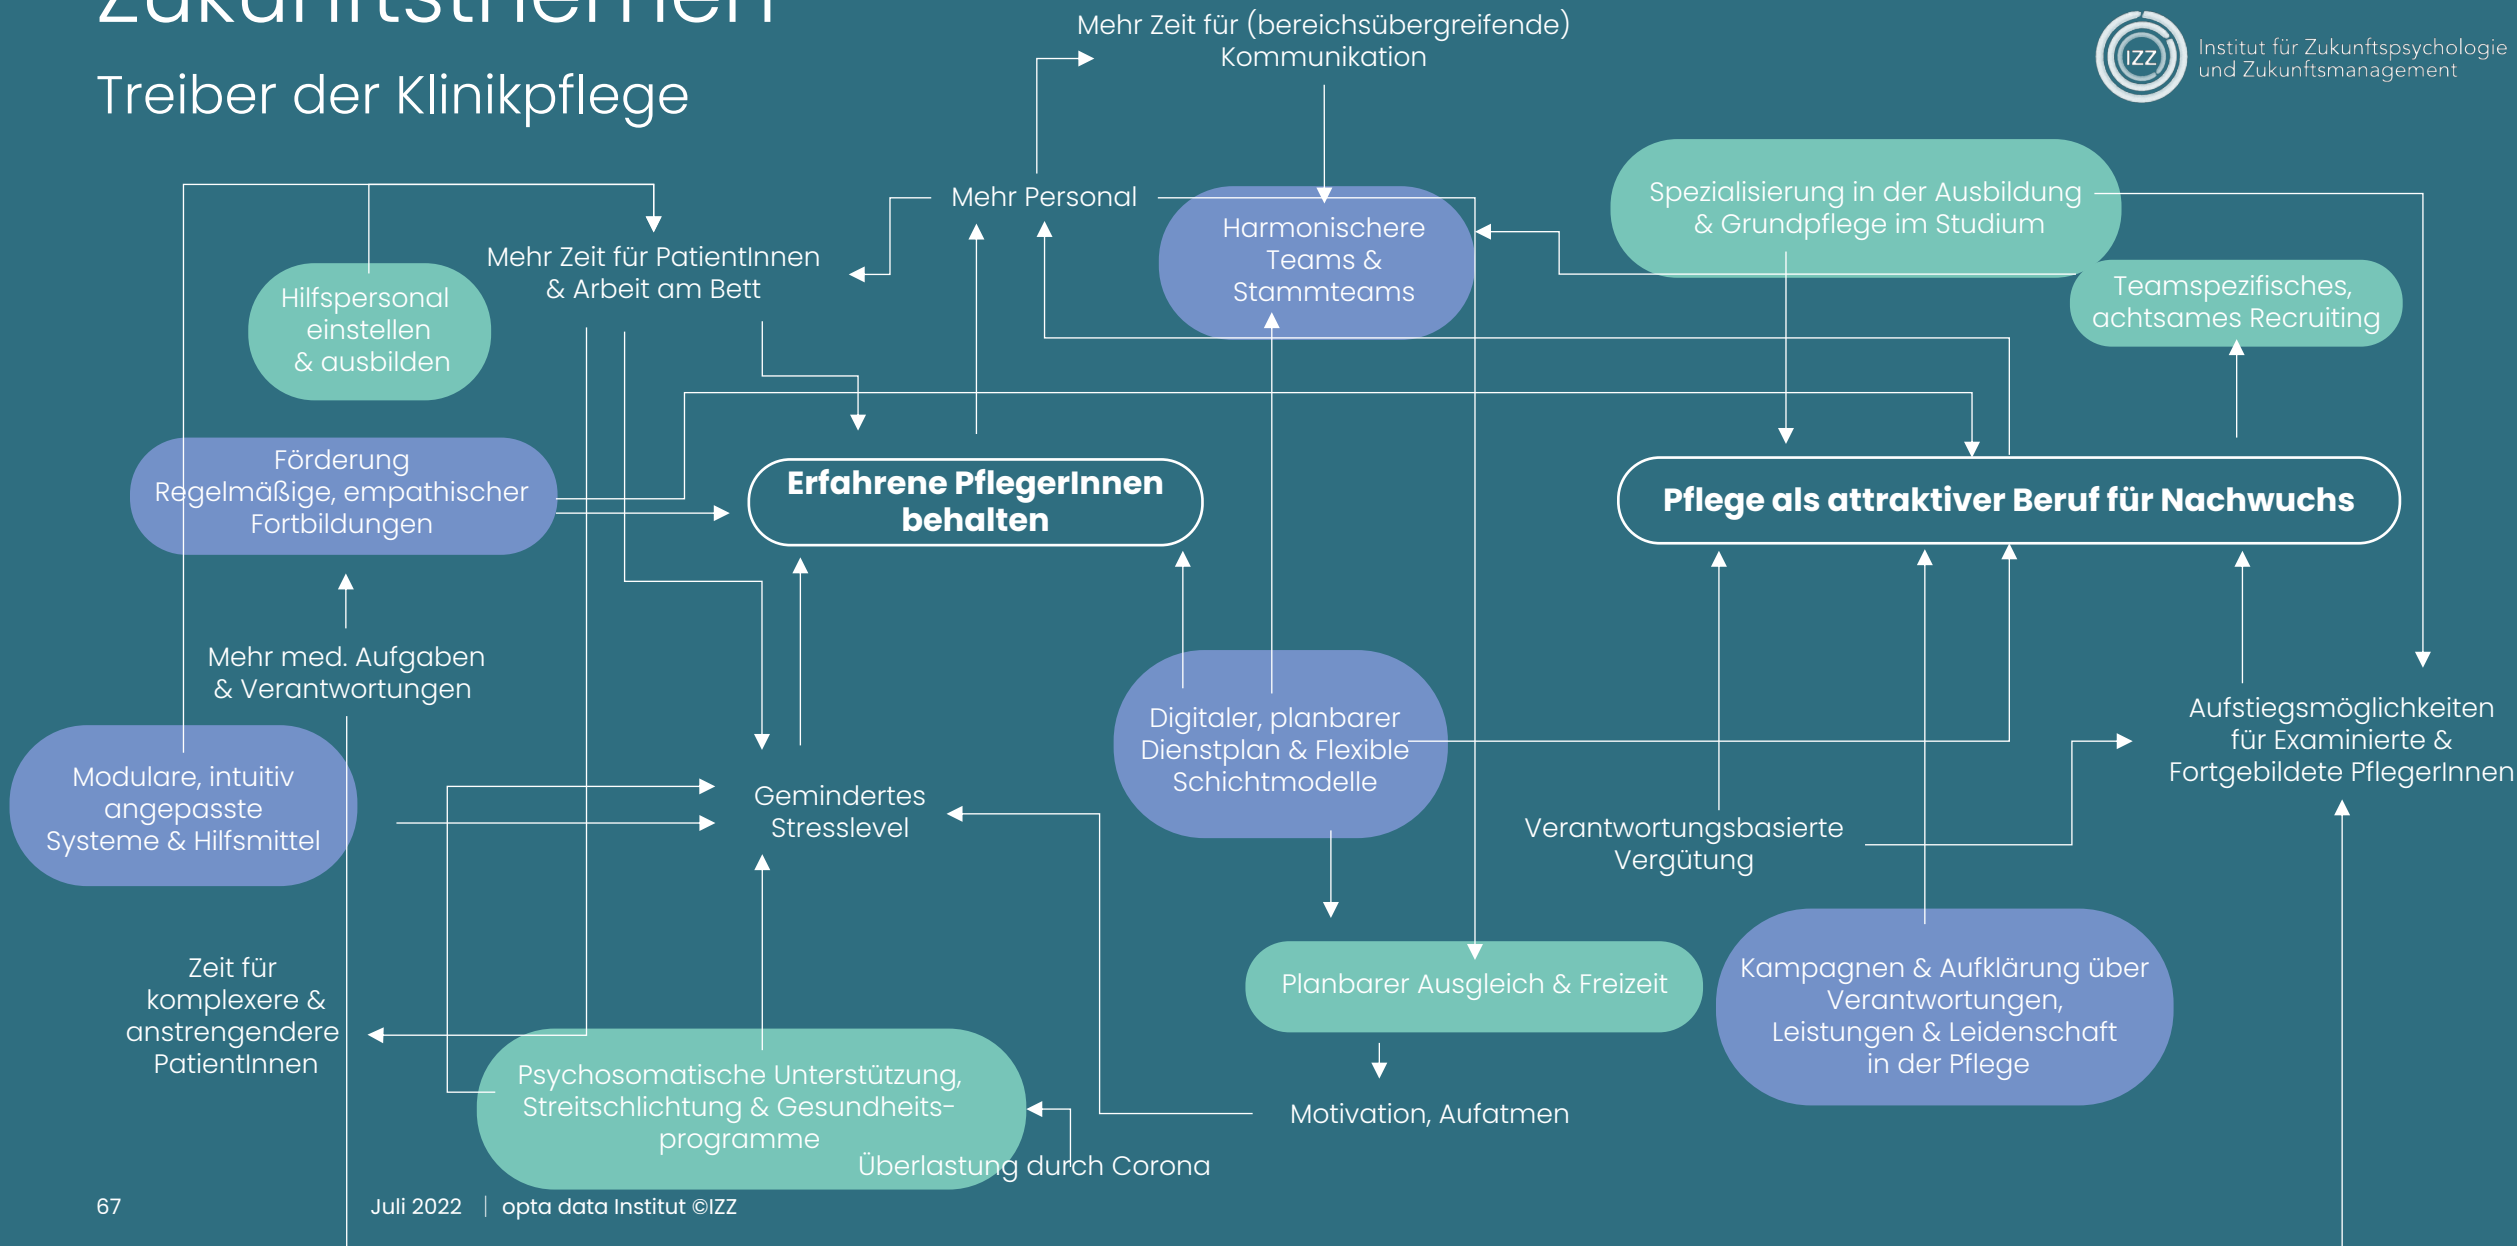 Zukunftsthemen
Treiber der Klinikpflege
Mehr Zeit für (bereichsübergreifende)
Kommunikation
IZZ
Institut für Zukunftspsychologie
und Zukunftsmanagement
Mehr Personal
Harmonischere
Teams &
Stammteams
Spezialisierung in der Ausbildung
& Grundpflege im Studium
Mehr Zeit für PatientInnen
& Arbeit am Bett
Hilfspersonal
einstellen
& ausbilden
Teamspezifisches,
achtsames Recruiting
Förderung
Regelmäßige, empathischer
Fortbildungen
Erfahrene PflegerInnen
behalten
Pflege als attraktiver Beruf für Nachwuchs
Mehr med. Aufgaben
& Verantwortungen
Digitaler, planbarer
Dienstplan & Flexible
Schichtmodelle
Aufstiegsmöglichkeiten
für Examinierte &
Fortgebildete PflegerInnen
Modulare, intuitiv
angepasste
Systeme & Hilfsmittel
Gemindertes
Stresslevel
Verantwortungsbasierte
Vergütung
Zeit für
komplexere &
anstrengendere
PatientInnen
Planbarer Ausgleich & Freizeit
Kampagnen & Aufklärung über
Verantwortungen,
Leistungen & Leidenschaft
in der Pflege
Psychosomatische Unterstützung,
Streitschlichtung & Gesundheits-
programme
Motivation, Aufatmen
Überlastung durch Corona
67
Juli 2022 | opta data Institut ©IZZ